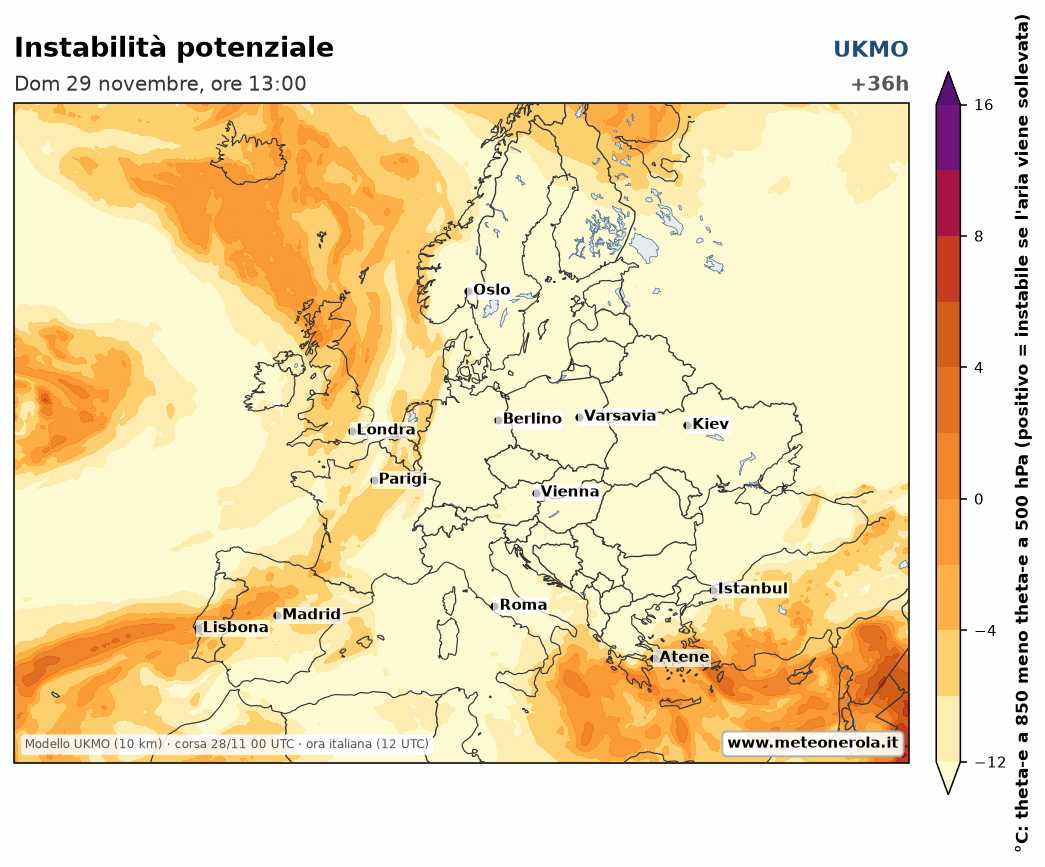 Instabilità potenziale
UKMO
Dom 29 novembre, ore 13:00
+36h
Oslo
Berlino
Varsavia
Kiev
Londra
Parigi
Vienna
Istanbul
Roma
Madrid
Lisbona
Atene
Modello UKMO (10 km) · corsa 28/11 00 UTC · ora italiana (12 UTC)
www.meteonerola.it
16
8
4
0
−4
−12
°C: theta-e a 850 meno theta-e a 500 hPa (positivo = instabile se l'aria viene sollevata)